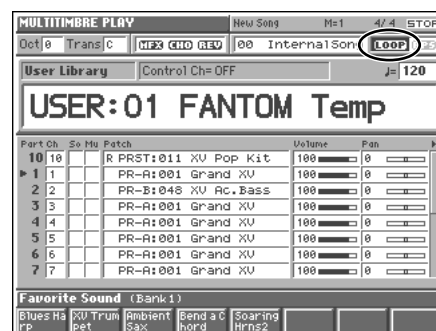 MULTITIMBRE PLAY New Song M=1 4/4 STOP
Oct 0 Trans C MFX CHO REV 00 InternalSon LOOP
User Library Control Ch= OFF ♩= 120
USER:01 FANTOM Temp
Part Ch So Mu Patch Volume Pan
10 10 R PRST:011 XV Pop Kit 100 0
1 1 PR-A:001 Grand XV 100 0
2 2 PR-B:048 XV Ac.Bass 100 0
3 3 PR-A:001 Grand XV 100 0
4 4 PR-A:001 Grand XV 100 0
5 5 PR-A:001 Grand XV 100 0
6 6 PR-A:001 Grand XV 100 0
7 7 PR-A:001 Grand XV 100 0
Favorite Sound (Bank1)
Blues Ha XV Trum Ambient Bend a C Soaring
rp pet Sax hord Hrns2